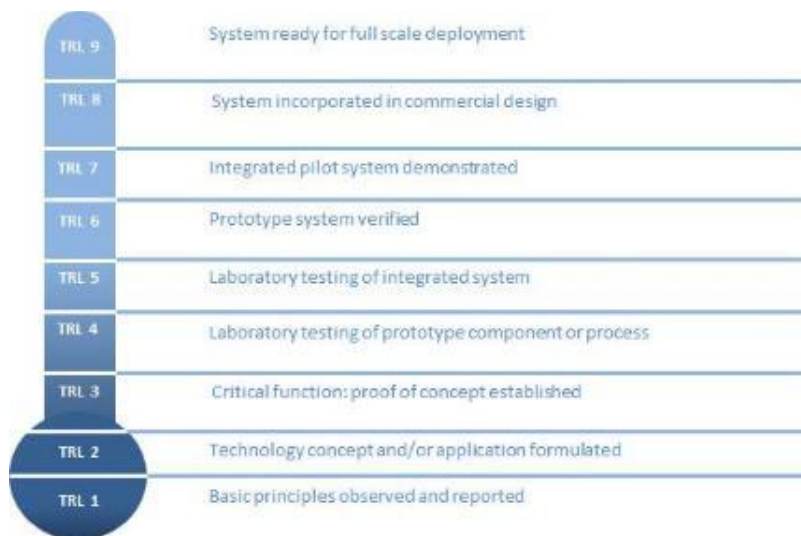 TRL 9 System ready for full scale deployment
TRL 8 System incorporated in commercial design
TRL 7 Integrated pilot system demonstrated
TRL 6 Prototype system verified
TRL 5 Laboratory testing of integrated system
TRL 4 Laboratory testing of prototype component or process
TRL 3 Critical function: proof of concept established
TRL 2 Technology concept and/or application formulated
TRL 1 Basic principles observed and reported